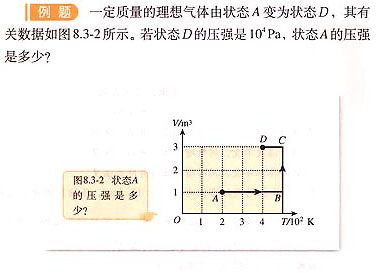 例题 一定质量的理想气体由状态A变为状态D，其有
关数据如图8.3-2所示。若状态D的压强是10⁴Pa，状态A的压强
是多少？
V/m³
D C
3
2
1
A B
O 1 2 3 4 T/10² K
图8.3-2 状态A
的压强是多
少？